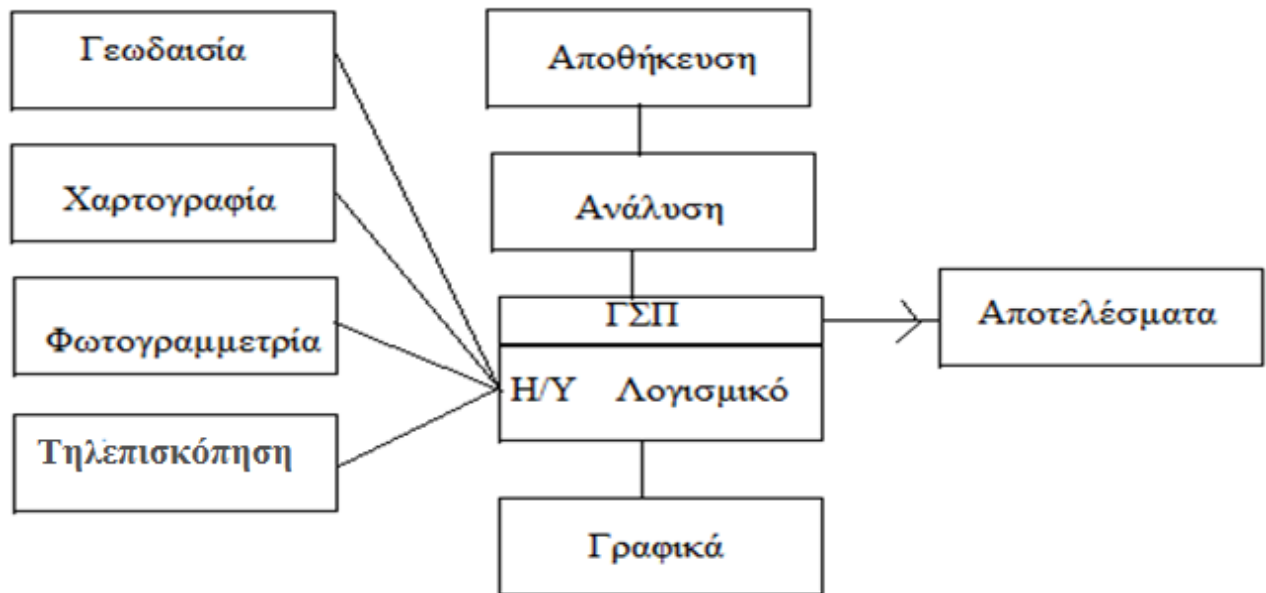 Γεωδαισία
Χαρτογραφία
Φωτογραμμετρία
Τηλεπισκόπηση
Αποθήκευση
Ανάλυση
ΓΣΠ
Η/Υ Λογισμικό
Γραφικά
Αποτελέσματα